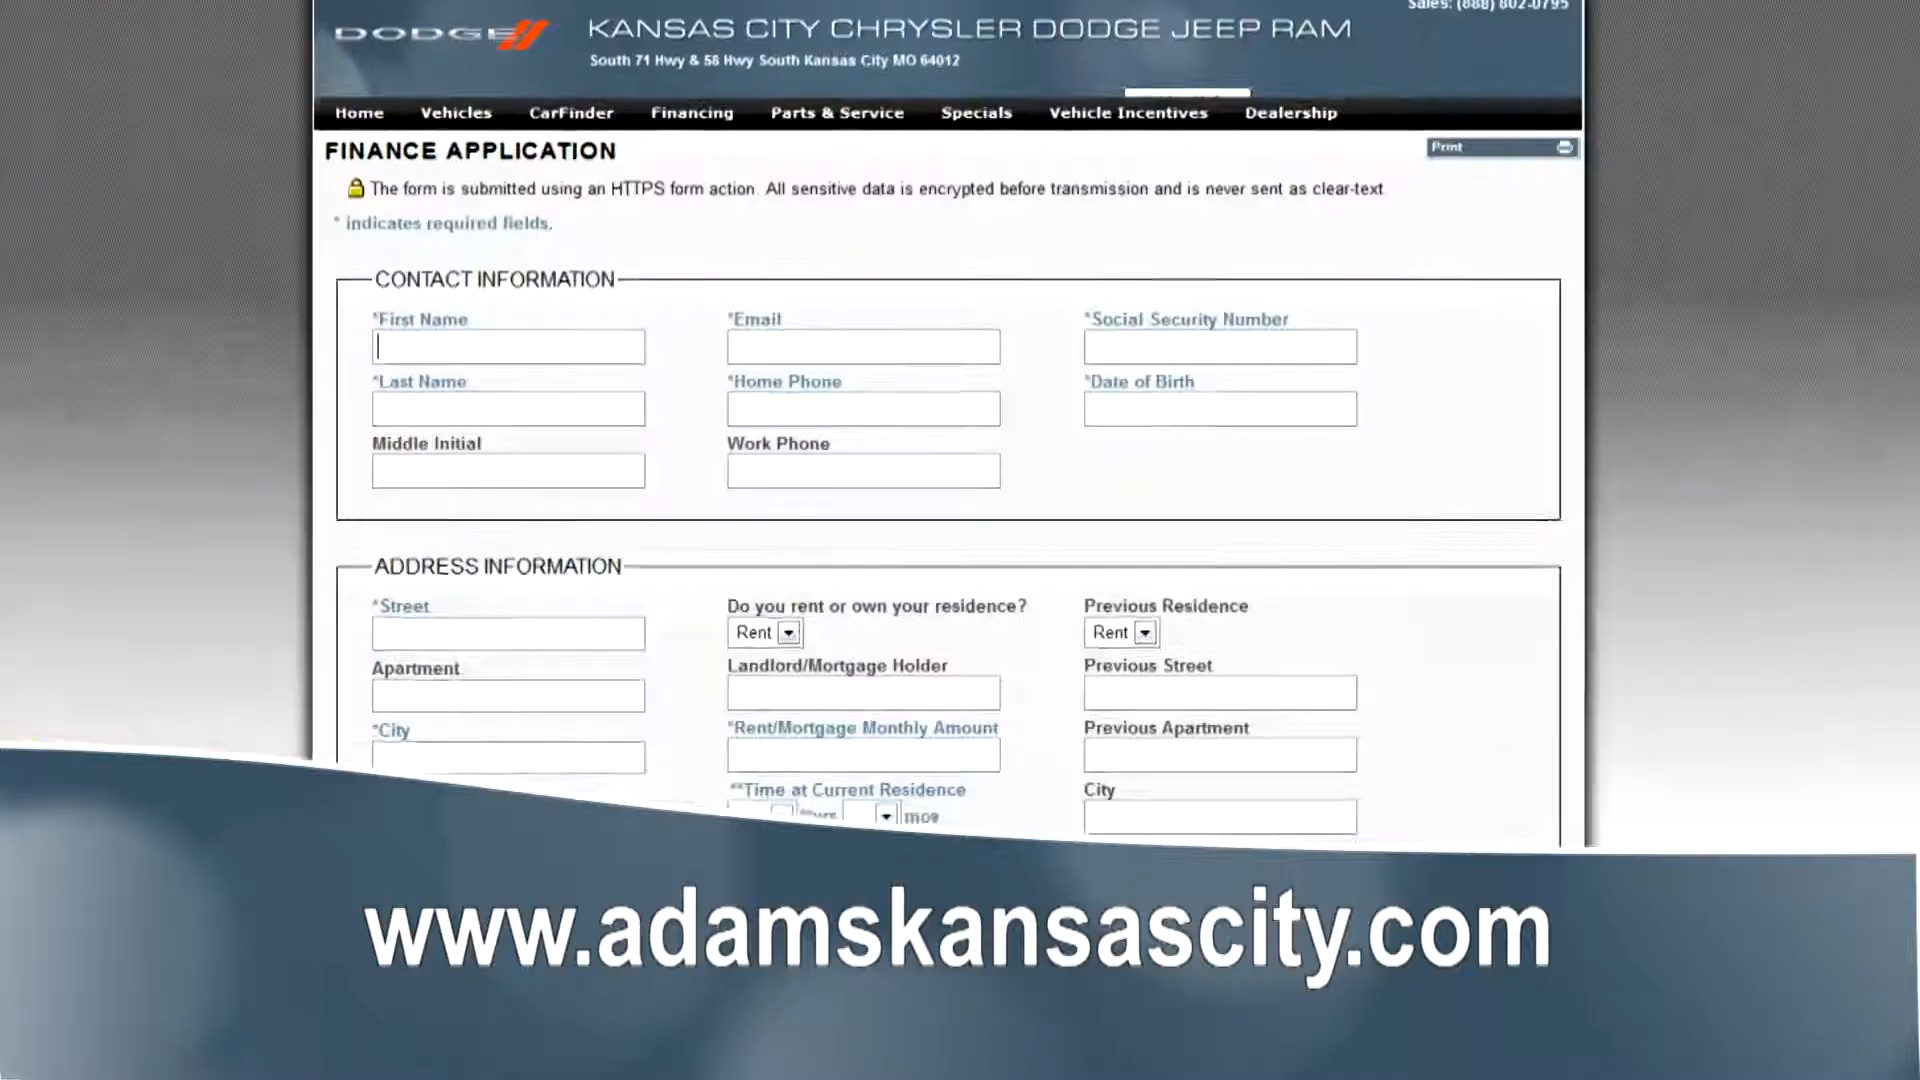 Sales: (888) 802-0795
DODGE
KANSAS CITY CHRYSLER DODGE JEEP RAM
South 71 Hwy & 58 Hwy South Kansas City MO 64012
Home Vehicles CarFinder Financing Parts & Service Specials Vehicle Incentives Dealership
FINANCE APPLICATION
Print
The form is submitted using an HTTPS form action. All sensitive data is encrypted before transmission and is never sent as clear-text
* indicates required fields.
CONTACT INFORMATION
*First Name *Email *Social Security Number
*Last Name *Home Phone *Date of Birth
Middle Initial Work Phone
ADDRESS INFORMATION
*Street Do you rent or own your residence? Previous Residence
Rent Rent
Apartment Landlord/Mortgage Holder Previous Street
*City *Rent/Mortgage Monthly Amount Previous Apartment
**Time at Current Residence City
mos
www.adamskansascity.com